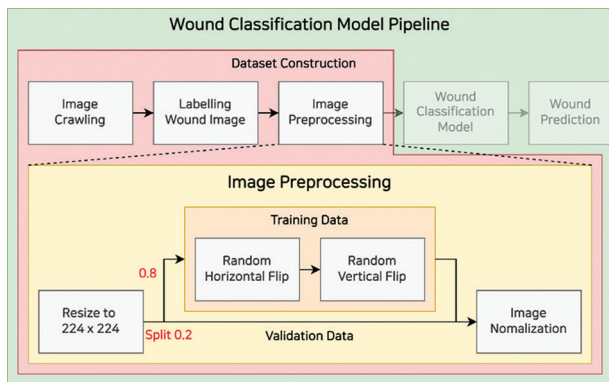 Wound Classification Model Pipeline
Dataset Construction
Image
Crawling
Labelling
Wound Image
Image
Preprocessing
Wound
Classification
Model
Wound
Prediction
Image Preprocessing
Training Data
0.8
Random
Horizontal Flip
Random
Vertical Flip
Resize to
224 x 224
Split 0.2
Validation Data
Image
Nomalization